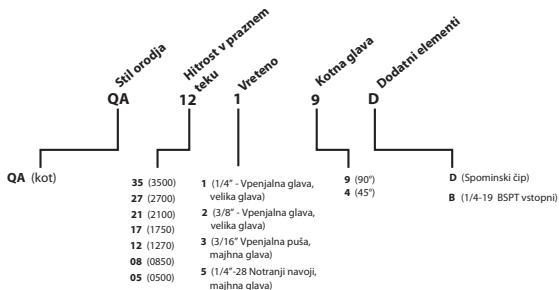 Stil orodja
Hitrost v praznem
teku
Vreteno
Kotna glava
Dodatni elementi
QA
12
1
9
D
QA (kot)
35 (3500)
27 (2700)
21 (2100)
17 (1750)
12 (1270)
08 (0850)
05 (0500)
1 (1/4" - Vpenjalna glava,
velika glava)
2 (3/8" - Vpenjalna glava,
velika glava)
3 (3/16" Vpenjalna puša,
majhna glava)
5 (1/4"-28 Notranji navoji,
majhna glava)
9 (90°)
4 (45°)
D (Spominski čip)
B (1/4-19 BSPT vstopni)